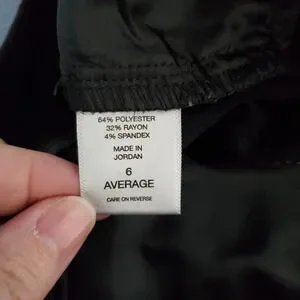 64% POLYESTER
32% RAYON
4% SPANDEX
MADE IN
JORDAN
6
AVERAGE
CARE ON REVERSE